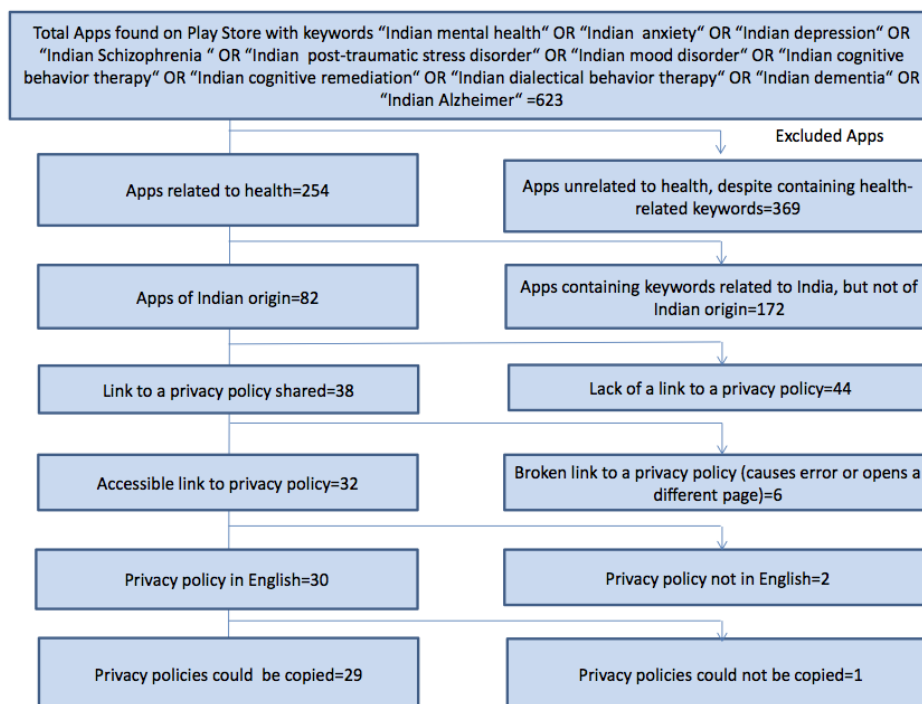 Total Apps found on Play Store with keywords “Indian mental health“ OR “Indian  anxiety“ OR “Indian depression“ OR
“Indian Schizophrenia “ OR “Indian  post-traumatic stress disorder“ OR “Indian mood disorder“ OR “Indian cognitive
behavior therapy“ OR “Indian cognitive remediation“ OR “Indian dialectical behavior therapy“ OR “Indian dementia“ OR
“Indian Alzheimer“ =623
Excluded Apps
Apps related to health=254
Apps unrelated to health, despite containing health-
related keywords=369
Apps of Indian origin=82
Apps containing keywords related to India, but not of
Indian origin=172
Link to a privacy policy shared=38
Lack of a link to a privacy policy=44
Accessible link to privacy policy=32
Broken link to a privacy policy (causes error or opens a
different page)=6
Privacy policy in English=30
Privacy policy not in English=2
Privacy policies could  be copied=29
Privacy policies could not be copied=1